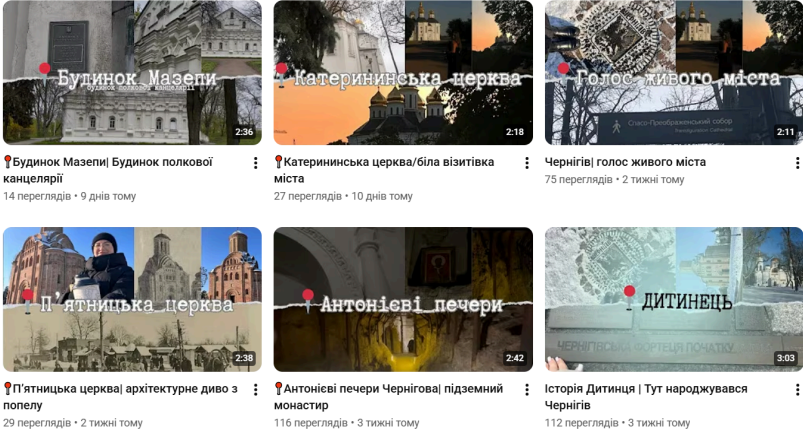 Будинок Мазепи
будинок полкової канцелярії
2:36
Катерининська церква
2:18
Голос живого міста
Спасо-Преображенський собор
2:11
📍Будинок Мазепи| Будинок полкової
канцелярії
14 переглядів • 9 днів тому
📍Катерининська церква/біла візитівка
міста
27 переглядів • 10 днів тому
Чернігів| голос живого міста
75 переглядів • 2 тижні тому
П'ятницька церква
2:38
Антонієві печери
2:42
ДИТИНЕЦЬ
ЧЕРНІГІВСЬКА ФОРТЕЦЯ ПОЧАТКУ
3:03
📍П'ятницька церква| архітектурне диво з
попелу
29 переглядів • 2 тижні тому
📍Антонієві печери Чернігова| підземний
монастир
116 переглядів • 3 тижні тому
Історія Дитинця | Тут народжувався
Чернігів
112 переглядів • 3 тижні тому